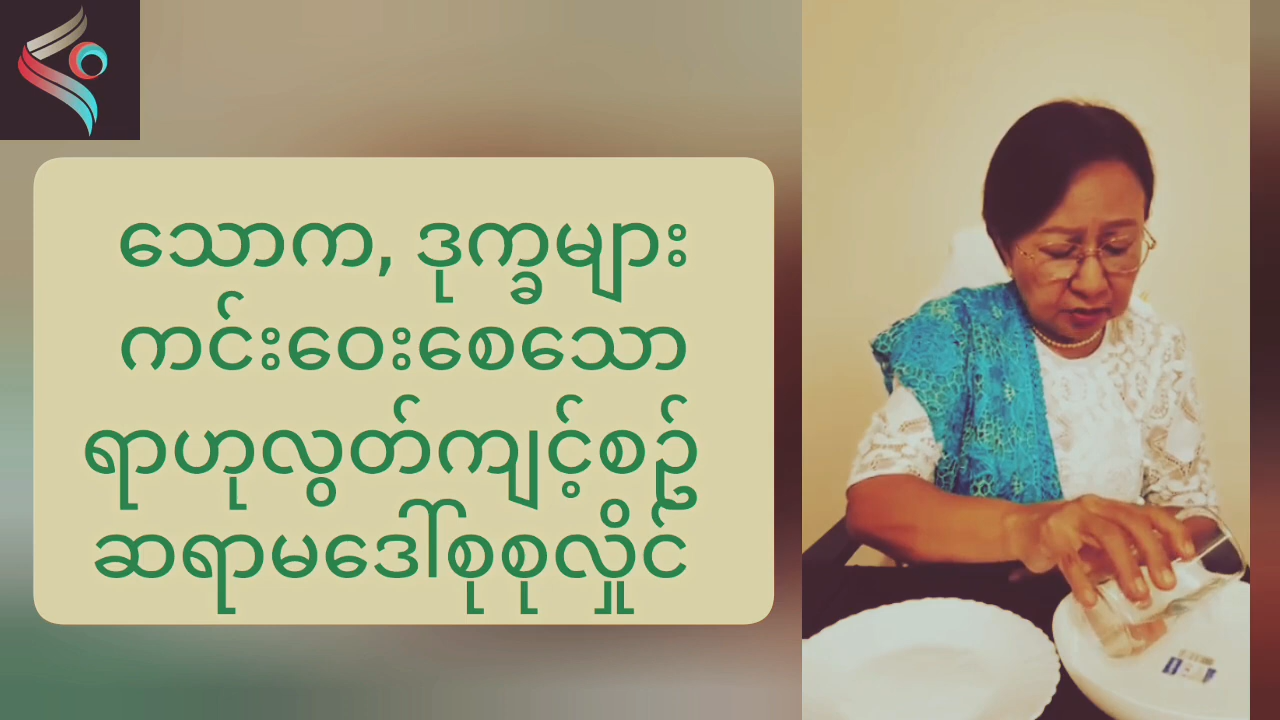 သောက, ဒုက္ခများ
ကင်းဝေးစေသော
ရာဟုလွတ်ကျင့်စဉ်
ဆရာမဒေါ်စုစုလှိုင်